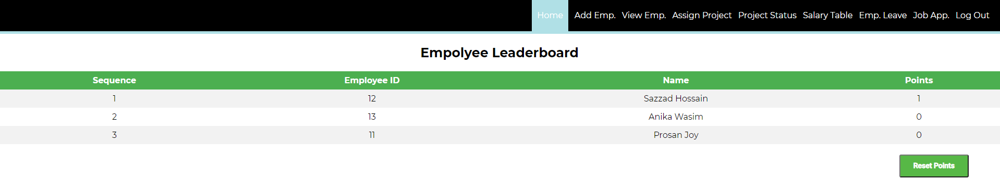 Home Add Emp. View Emp. Assign Project Project Status Salary Table Emp. Leave Job App. Log Out
Empolyee Leaderboard
Sequence Employee ID Name Points
1 12 Sazzad Hossain 1
2 13 Anika Wasim 0
3 11 Prosan Joy 0
Reset Points